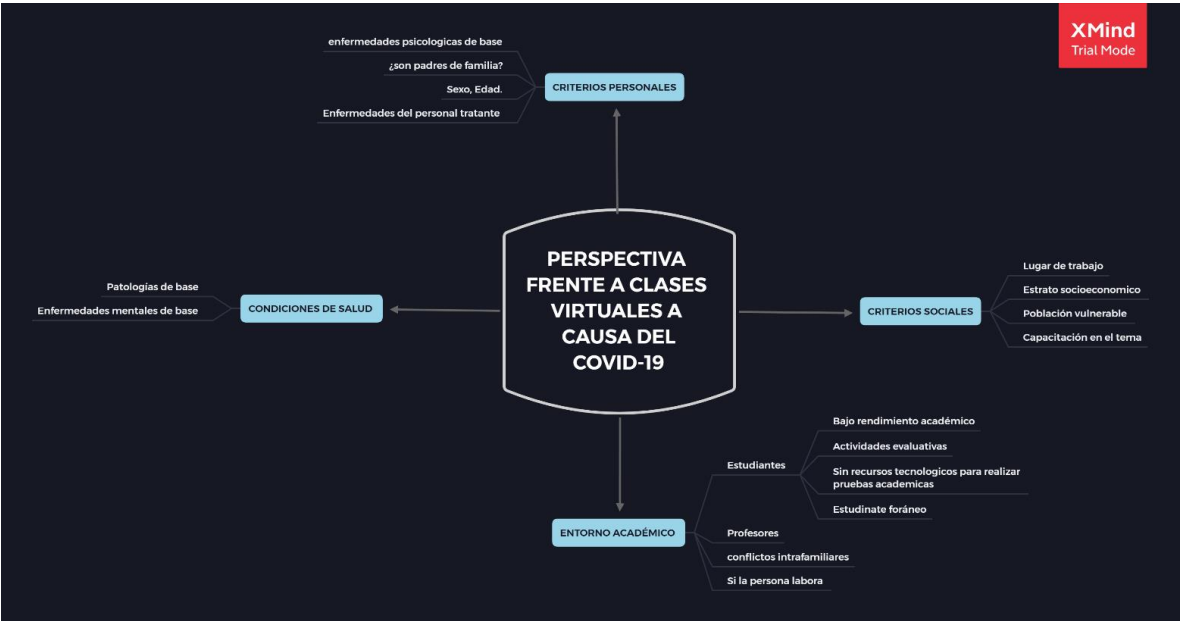 XMind
Trial Mode
enfermedades psicologicas de base
¿son padres de familia?
Sexo, Edad.
Enfermedades del personal tratante
CRITERIOS PERSONALES
PERSPECTIVA
FRENTE A CLASES
VIRTUALES A
CAUSA DEL
COVID-19
Patologías de base
Enfermedades mentales de base
CONDICIONES DE SALUD
CRITERIOS SOCIALES
Lugar de trabajo
Estrato socioeconomico
Población vulnerable
Capacitación en el tema
ENTORNO ACADÉMICO
Estudiantes
Bajo rendimiento académico
Actividades evaluativas
Sin recursos tecnologicos para realizar
pruebas academicas
Estudinate foráneo
Profesores
conflictos intrafamiliares
Si la persona labora